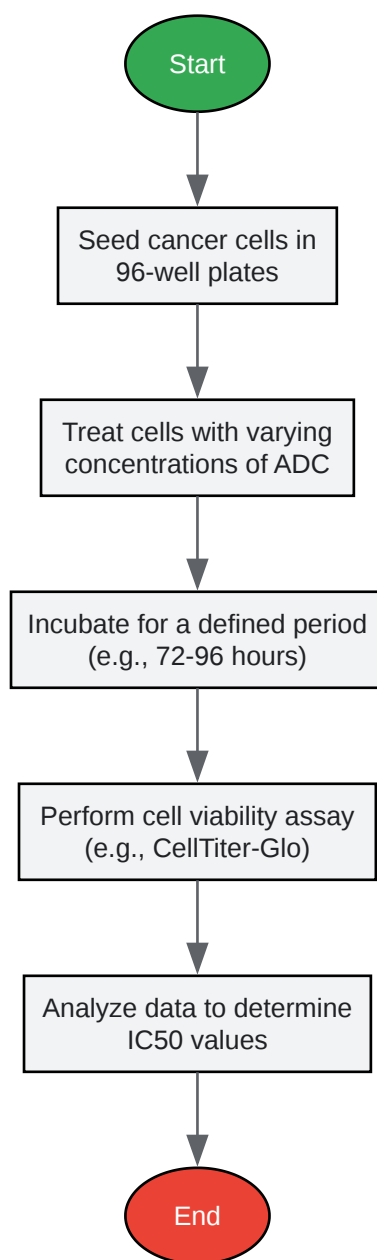 Start
Seed cancer cells in
96-well plates
Treat cells with varying
concentrations of ADC
Incubate for a defined period
(e.g., 72-96 hours)
Perform cell viability assay
(e.g., CellTiter-Glo)
Analyze data to determine
IC50 values
End